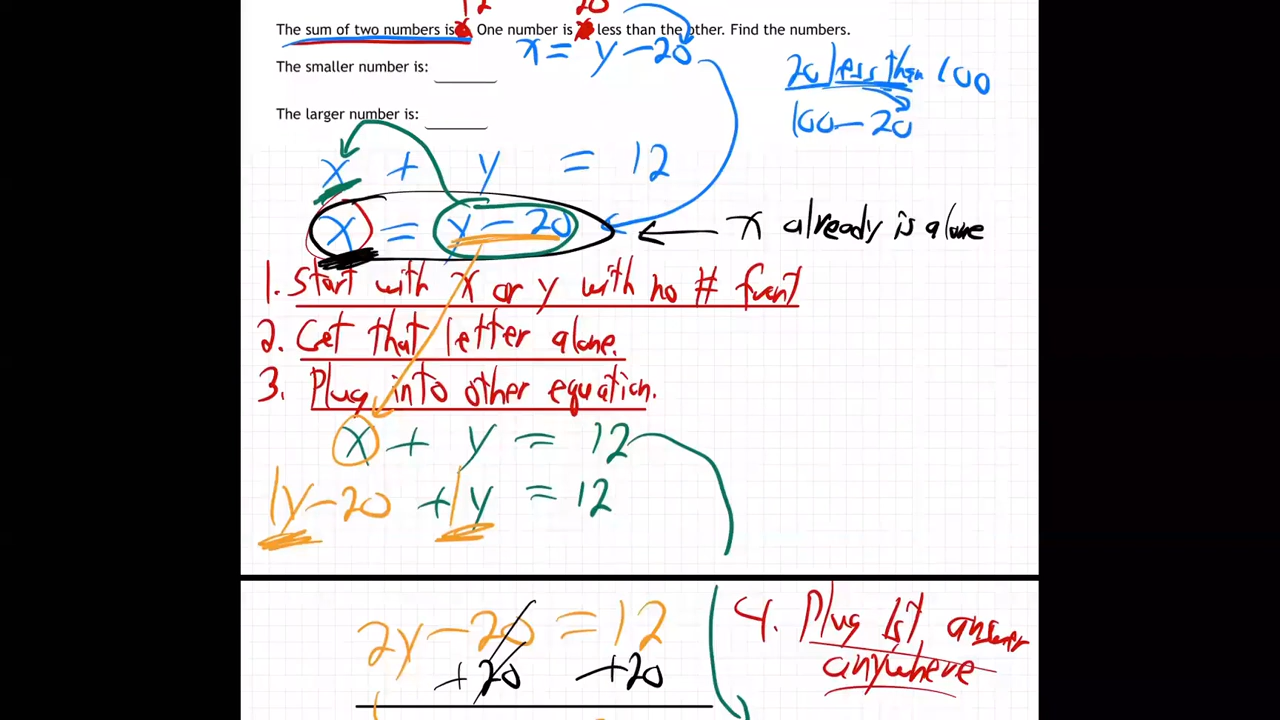 12 20
The sum of two numbers is One number is less than the other. Find the numbers.
x = y - 20
The smaller number is:
20 less than 100
100 - 20
The larger number is:
x + y = 12
x = y - 20 x already is alone
1. Start with x or y with no # front
2. Get that letter alone.
3. Plug into other equation.
x + y = 12
1y - 20 + 1y = 12
2y - 20 = 12
+20 +20
4. Plug 1st answer
anywhere